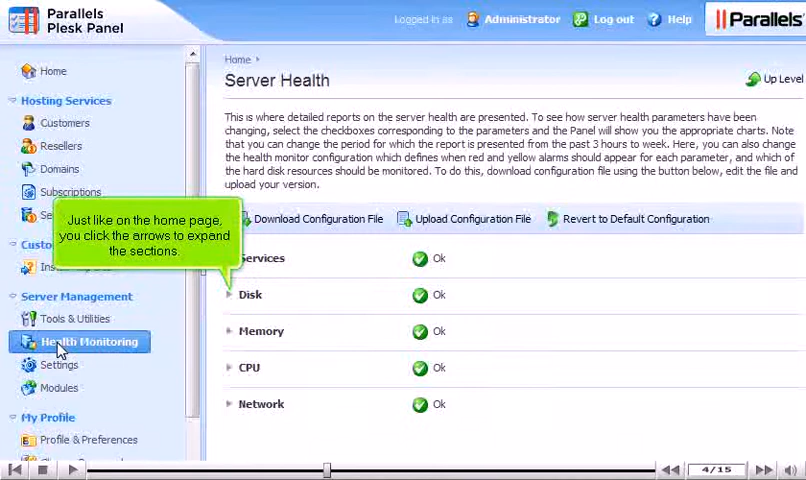 Parallels
Plesk Panel
Logged in as Administrator Log out Help Parallels
Home
Hosting Services
Customers
Resellers
Domains
Subscriptions
Custo
Server Management
Tools & Utilities
Health Monitoring
Settings
Modules
My Profile
Profile & Preferences
Home
Server Health
Up Level
This is where detailed reports on the server health are presented. To see how server health parameters have been
changing, select the checkboxes corresponding to the parameters and the Panel will show you the appropriate charts. Note
that you can change the period for which the report is presented from the past 3 hours to week. Here, you can also change
the health monitor configuration which defines when red and yellow alarms should appear for each parameter, and which of
the hard disk resources should be monitored. To do this, download configuration file using the button below, edit the file and
upload your version.
Download Configuration File Upload Configuration File Revert to Default Configuration
Just like on the home page,
you click the arrows to expand
the sections.
Services Ok
Disk Ok
Memory Ok
CPU Ok
Network Ok
4/15